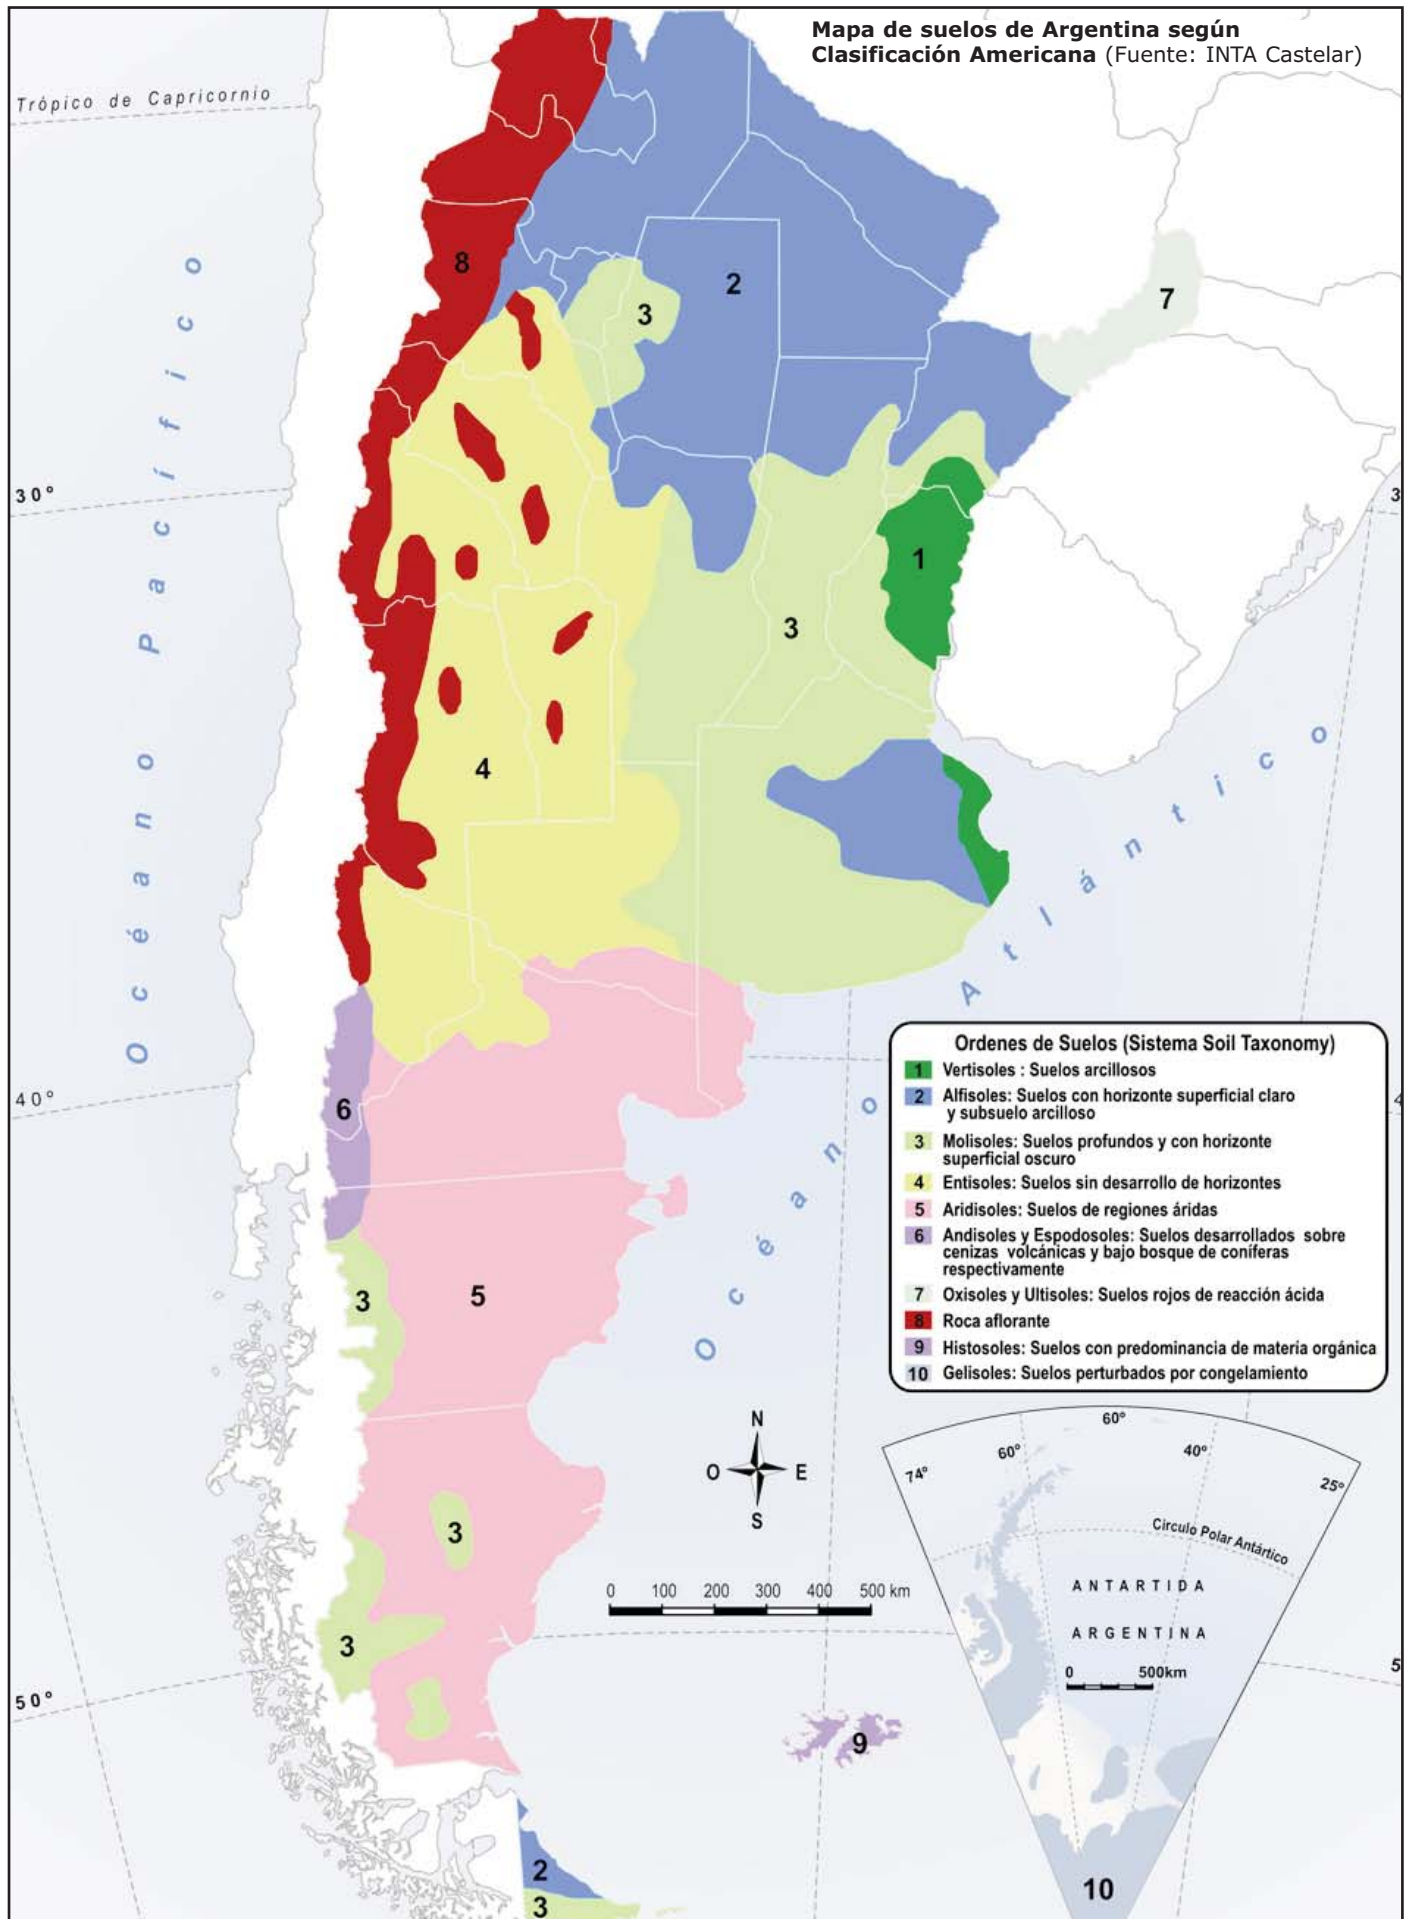 Mapa de suelos de Argentina según
Clasificación Americana (Fuente: INTA Castelar)
Trópico de Capricornio
8
2
3
7
Océano Pacífico
30°
3
1
3
4
Océano Atlántico
40°
4
6
5
3
3
3
50°
5
9
2
3
Ordenes de Suelos (Sistema Soil Taxonomy)
1 Vertisoles : Suelos arcillosos
2 Alfisoles: Suelos con horizonte superficial claro
y subsuelo arcilloso
3 Molisoles: Suelos profundos y con horizonte
superficial oscuro
4 Entisoles: Suelos sin desarrollo de horizontes
5 Aridisoles: Suelos de regiones áridas
6 Andisoles y Espodosoles: Suelos desarrollados sobre
cenizas volcánicas y bajo bosque de coníferas
respectivamente
7 Oxisoles y Ultisoles: Suelos rojos de reacción ácida
8 Roca aflorante
9 Histosoles: Suelos con predominancia de materia orgánica
10 Gelisoles: Suelos perturbados por congelamiento
N
O E
S
0 100 200 300 400 500 km
74° 60° 60° 40° 25°
Circulo Polar Antártico
ANTARTIDA
ARGENTINA
0 500km
10